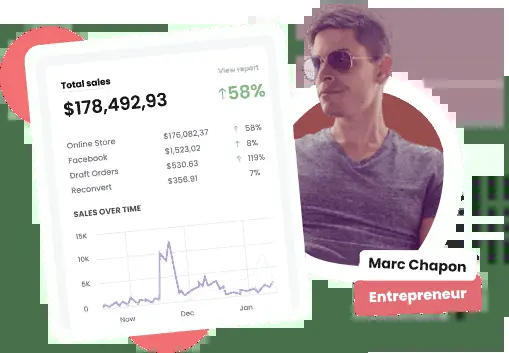 View report
Total sales
$178,492,93
↑58%
Online Store $176,082,37 ↑ 58%
Facebook $1,523,02 ↑ 8%
Draft Orders $530.63 ↑ 119%
Reconvert $356.91 7%
SALES OVER TIME
15K
10K
5K
0
Now Dec Jan
Marc Chapon
Entrepreneur